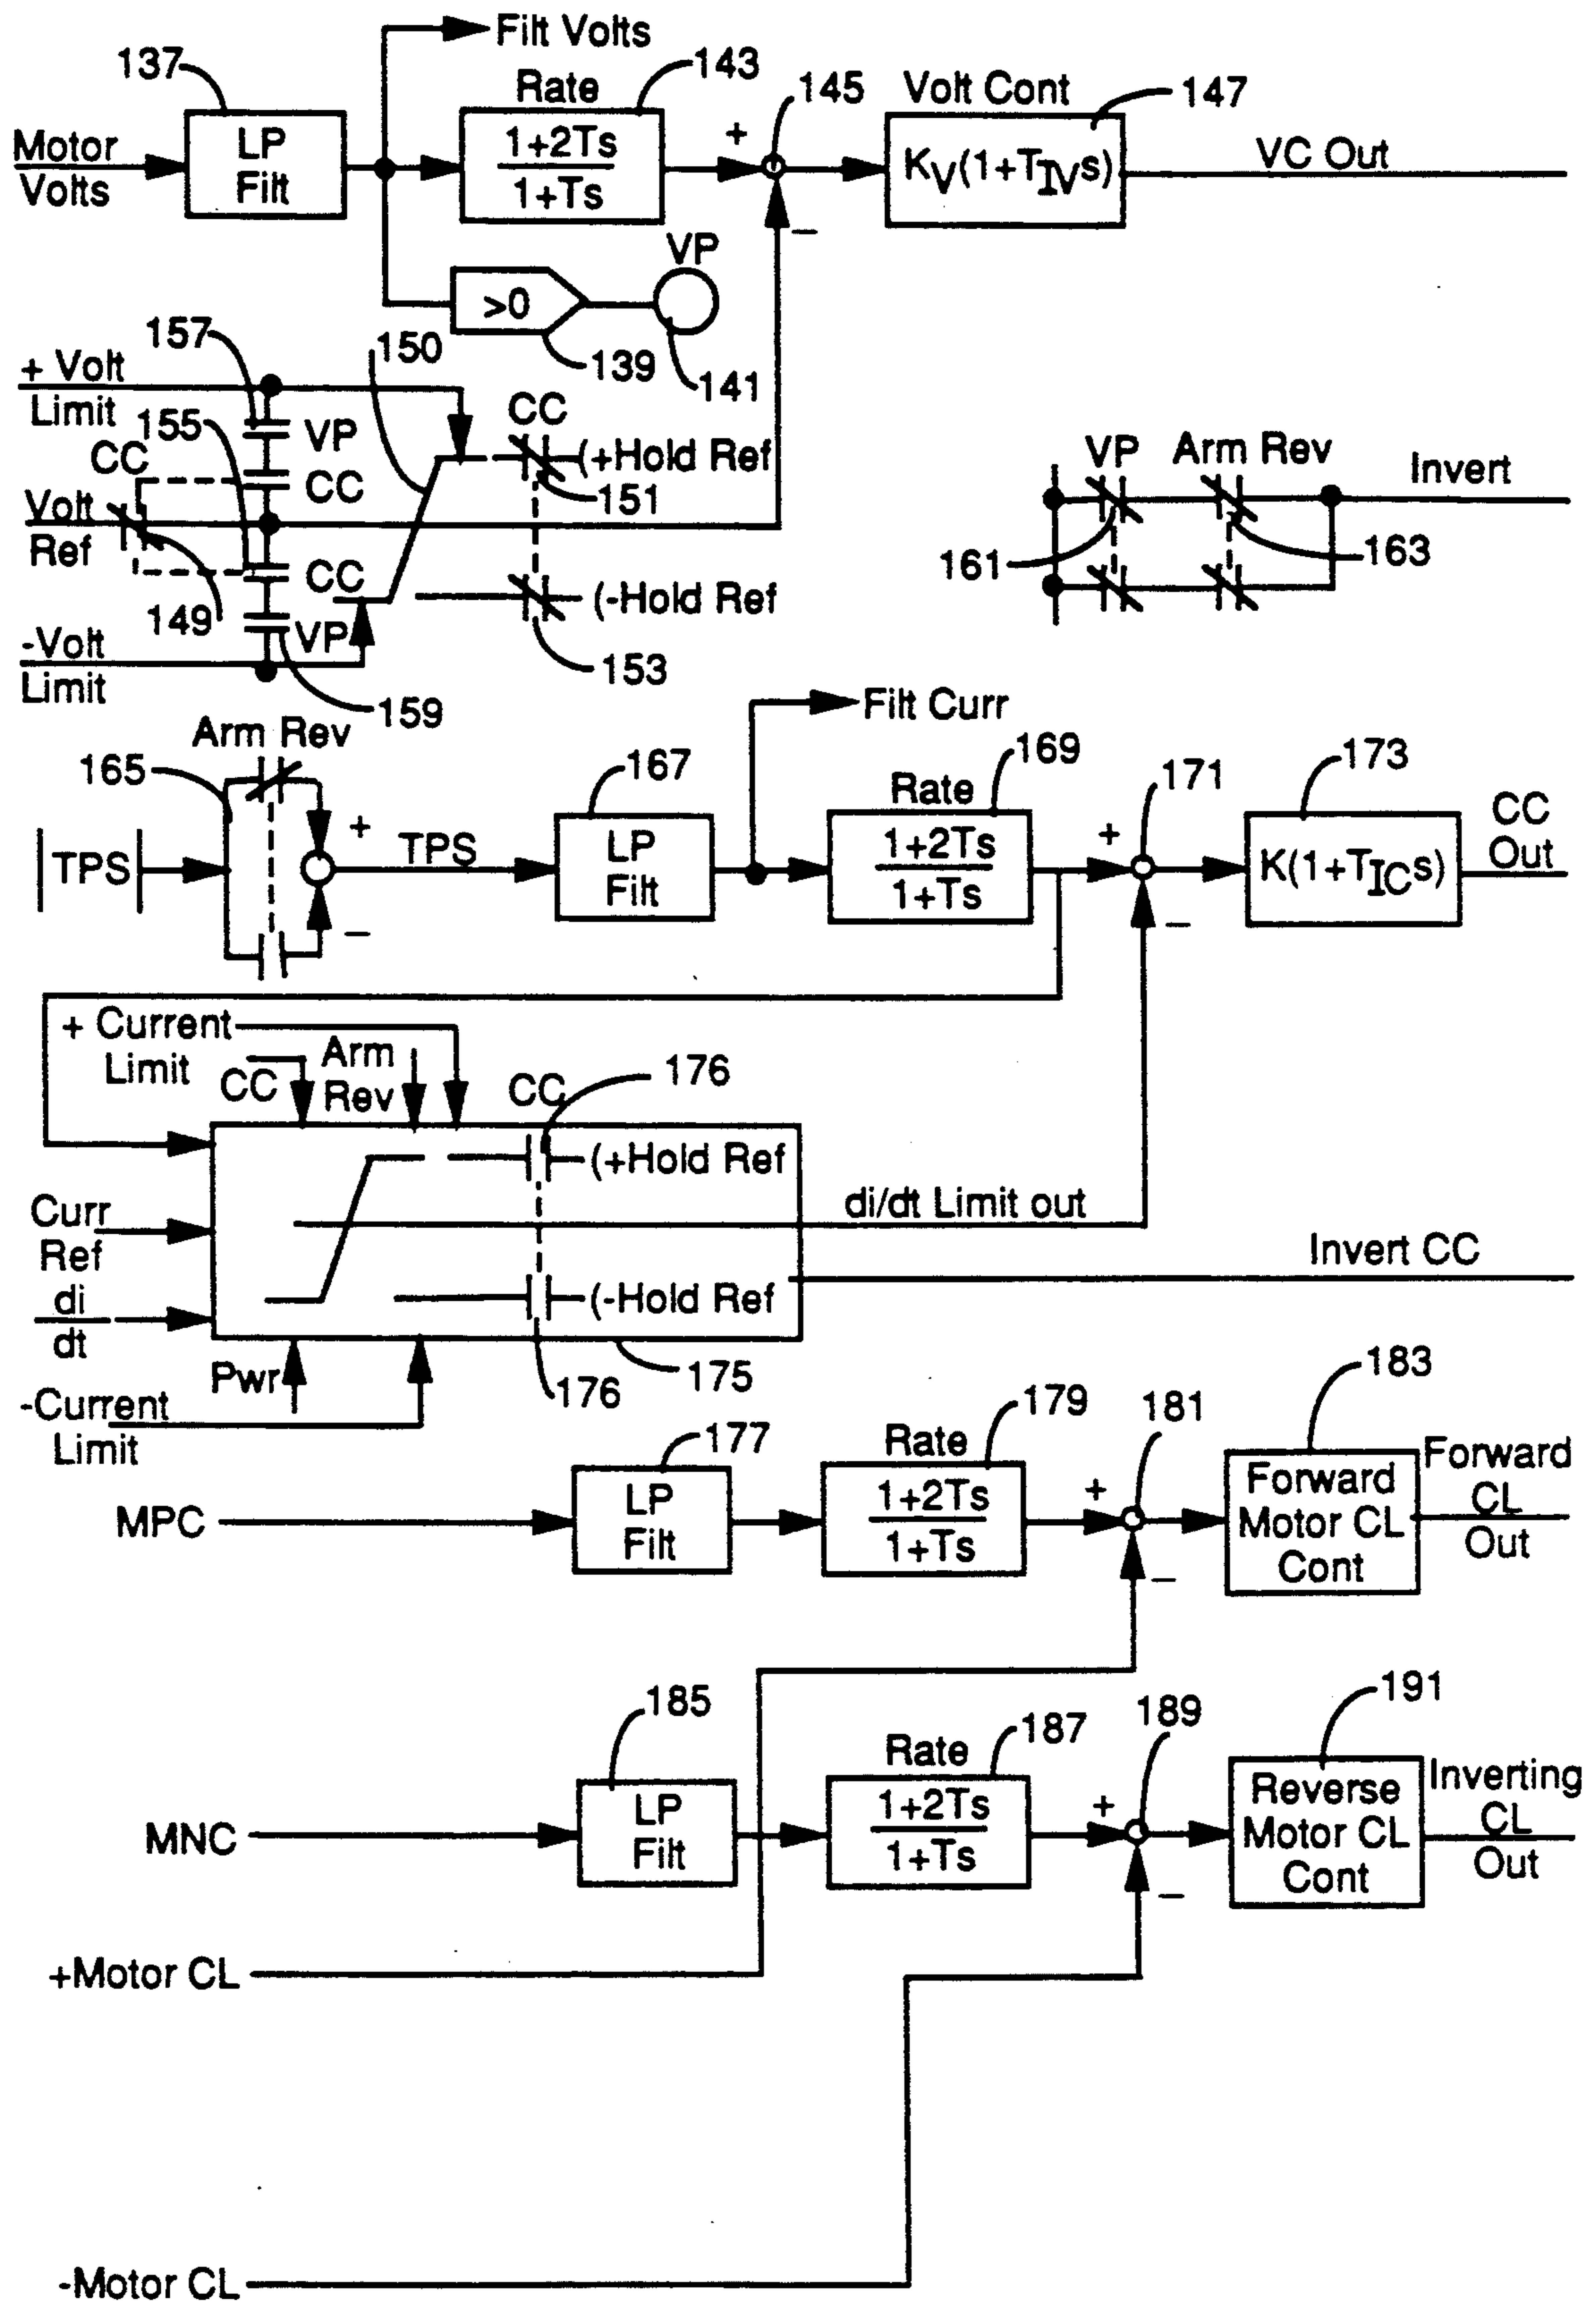 Filt Volts
137
Rate
143
145
Volt Cont
147
Motor
Volts
LP
Filt
1+2Ts
1+Ts
+
K_V(1+T_IVs)
VC Out
−
VP
>0
139
141
157
150
+ Volt
Limit
155
VP
CC
CC
CC
(+Hold Ref
151
Volt
Ref
149
CC
VP
(-Hold Ref
153
-Volt
Limit
159
VP
Arm Rev
Invert
161
163
Arm Rev
165
|TPS|
+
−
TPS
167
LP
Filt
Filt Curr
Rate
169
1+2Ts
1+Ts
+
−
171
173
K(1+T_ICs)
CC
Out
+ Current
Limit
CC
Arm
Rev
CC
176
(+Hold Ref
Curr
Ref
di
dt
di/dt Limit out
Invert CC
(-Hold Ref
Pwr
176
175
-Current
Limit
177
Rate
179
181
183
MPC
LP
Filt
1+2Ts
1+Ts
+
−
Forward
Motor CL
Cont
Forward
CL
Out
185
Rate
187
189
191
MNC
LP
Filt
1+2Ts
1+Ts
+
−
Reverse
Motor CL
Cont
Inverting
CL
Out
+Motor CL
-Motor CL